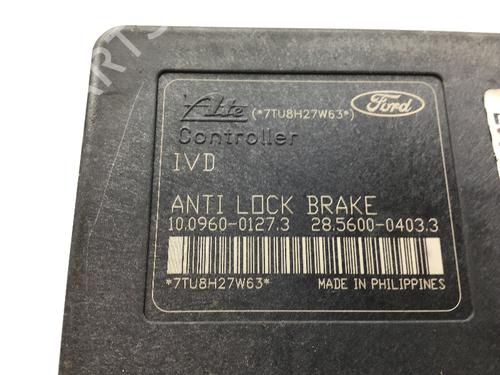 Ate (*7TU8H27W63*) Ford
Controller
IVD
ANTI LOCK BRAKE
10.0960-0127.3 28.5600-0403.3
*7TU8H27W63* MADE IN PHILIPPINES